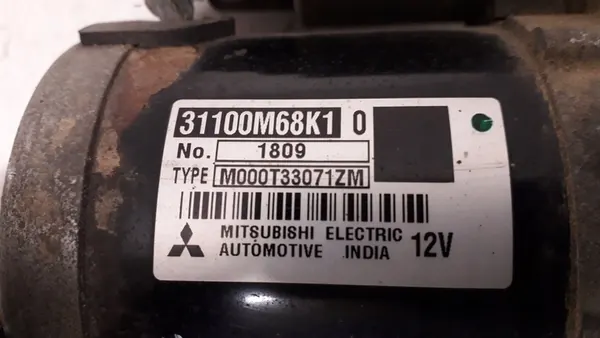 31100M68K1 0
No. 1809
TYPE M000T33071ZM
MITSUBISHI ELECTRIC
AUTOMOTIVE INDIA 12V